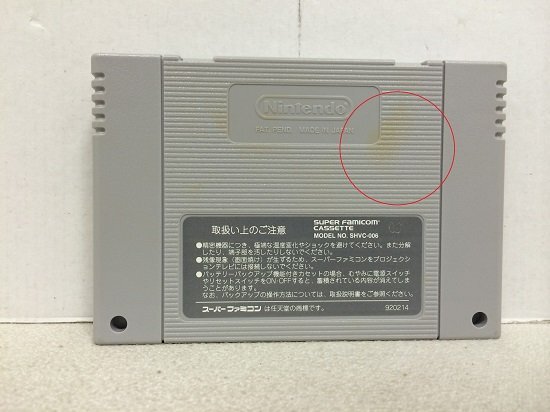 Nintendo
PAT. PEND. MADE IN JAPAN
取扱い上のご注意
SUPER FAMICOM™
CASSETTE
MODEL NO. SHVC-006
●精密機器につき、極端な温度変化やショックを避けてください。また分解
したり、端子部を汚したりしないでください。
●残像現象（画面焼け）が生ずるため、スーパーファミコンをプロジェク
ションテレビには接続しないでください。
●バッテリーバックアップ機能付きカセットの場合、むやみに電源スイッチ
やリセットスイッチをON・OFFすると、蓄積されている内容が消えてしま
うことがあります。
なお、バックアップの操作方法については、取扱説明書をご参照ください。
スーパーファミコンは任天堂の商標です。
920214